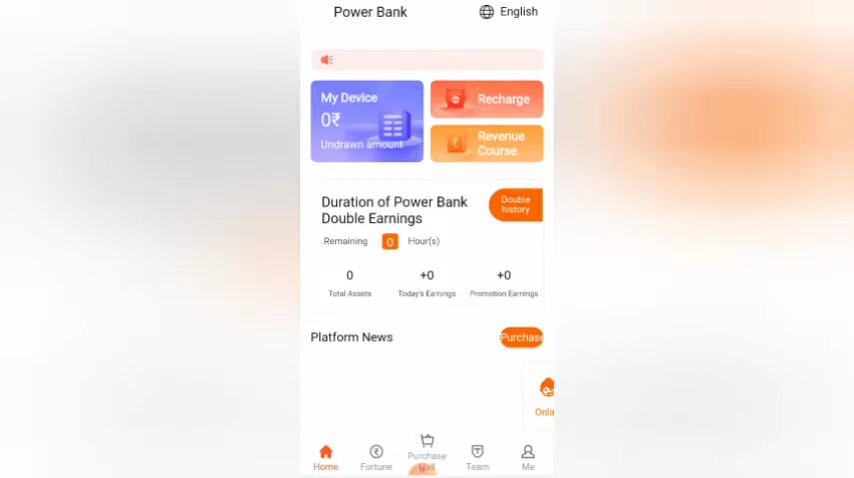 Power Bank
English
My Device
0₹
Undrawn amount
Recharge
Revenue
Course
Duration of Power Bank
Double Earnings
Double
history
.Remaining 0 Hour(s)
0 +0 +0
Total Assets Today's Earnings Promotion Earnings
Platform News
Purchase
Onla
Home Fortune Purchase Hall Team Me